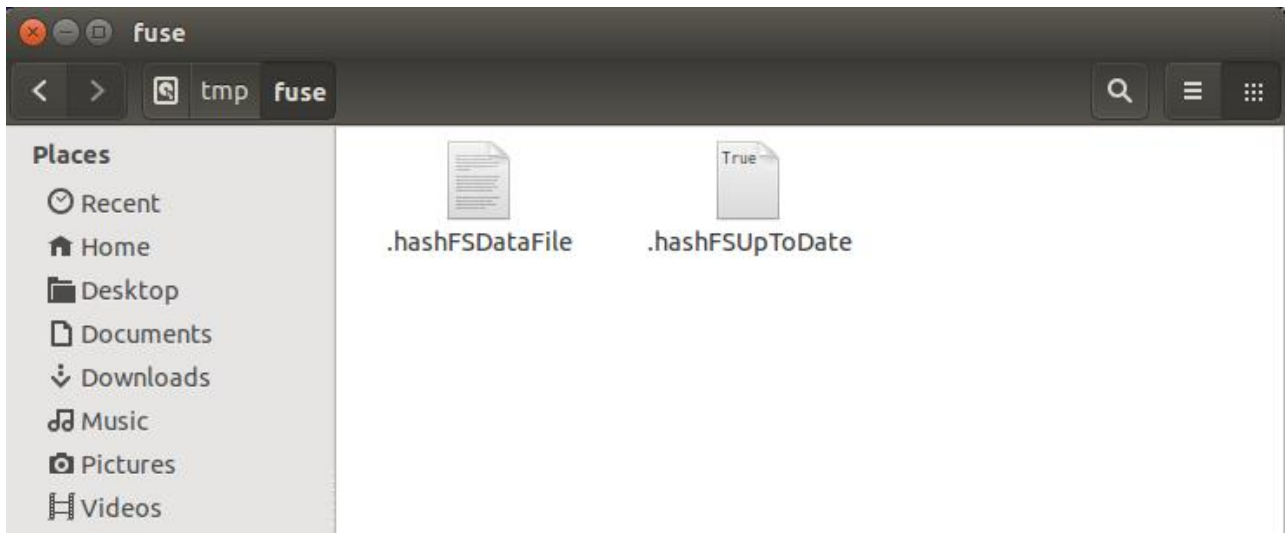 fuse
tmp fuse
Places
Recent
Home
Desktop
Documents
Downloads
Music
Pictures
Videos
True
.hashFSDataFile .hashFSUpToDate